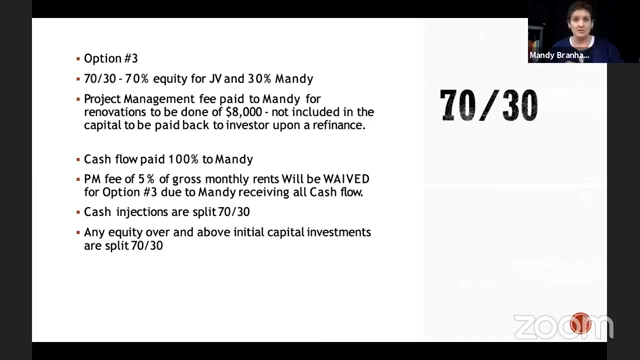 Option #3
70/30 - 70% equity for JV and 30% Mandy
Project Management fee paid to Mandy for
renovations to be done of $8,000 - not included in the
capital to be paid back to investor upon a refinance.
Cash flow paid 100% to Mandy
PM fee of 5% of gross monthly rents Will be WAIVED
for Option #3 due to Mandy receiving all Cash flow.
Cash injections are split 70/30
Any equity over and above initial capital investments
are split 70/30
70/30
Mandy Branha...
zoom